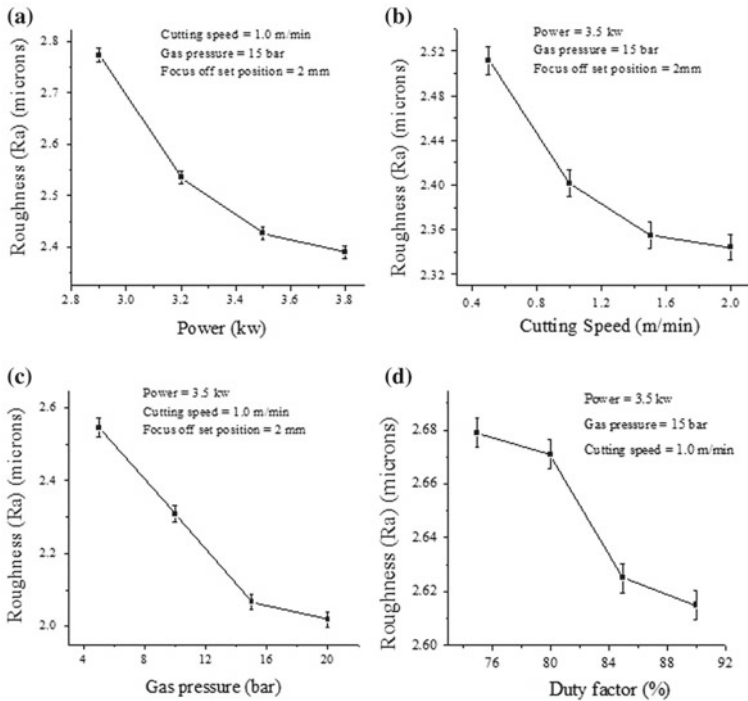 (a)
Cutting speed = 1.0 m/min
Gas pressure = 15 bar
Focus off set position = 2 mm
2.8
2.7
2.6
2.5
2.4
Roughness (Ra) (microns)
2.8 3.0 3.2 3.4 3.6 3.8
Power (kw)
(b)
Power = 3.5 kw
Gas pressure = 15 bar
Focus off set position = 2mm
2.52
2.48
2.44
2.40
2.36
2.32
Roughness (Ra) (microns)
0.4 0.8 1.2 1.6 2.0
Cutting Speed (m/min)
(c)
Power = 3.5 kw
Cutting speed = 1.0 m/min
Focus off set position = 2 mm
2.6
2.4
2.2
2.0
Roughness (Ra) (microns)
4 8 12 16 20
Gas pressure (bar)
(d)
Power = 3.5 kw
Gas pressure = 15 bar
Cutting speed = 1.0 m/min
2.68
2.66
2.64
2.62
2.60
Roughness (Ra) (microns)
76 80 84 88 92
Duty factor (%)